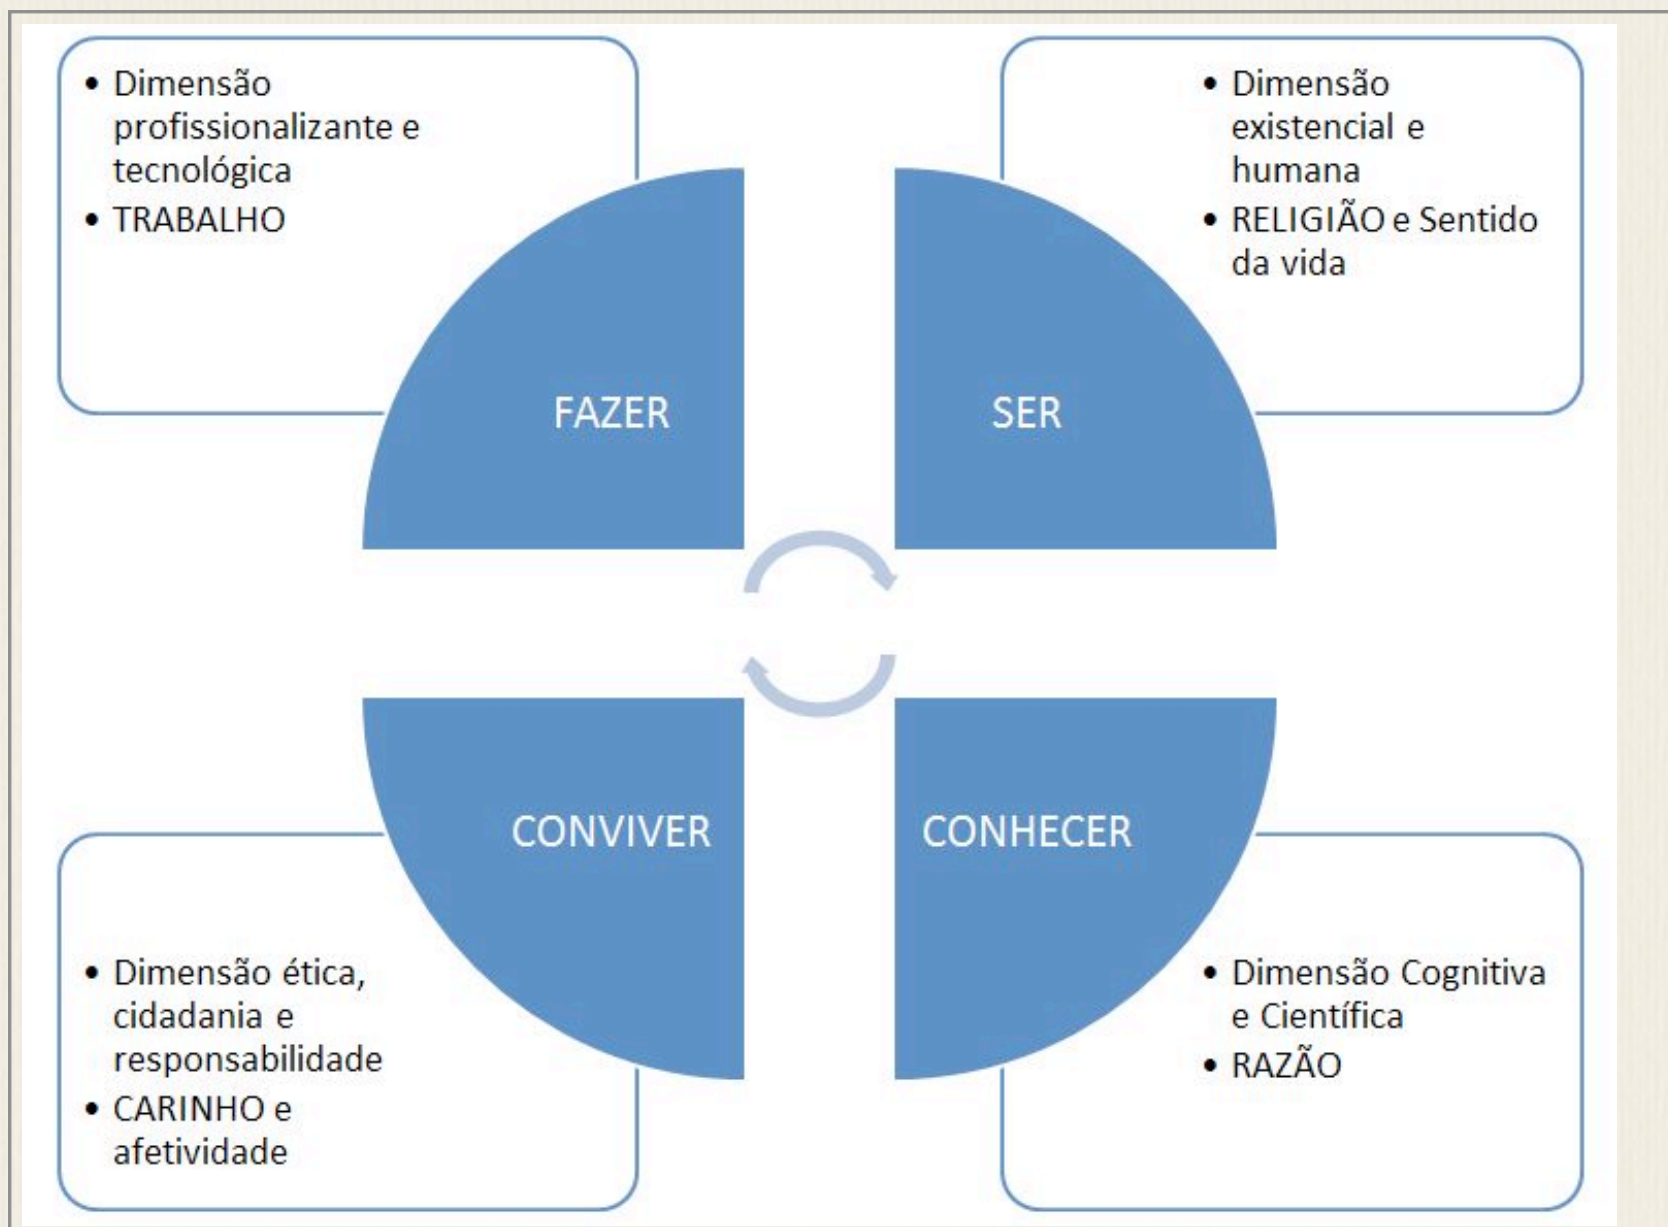 • Dimensão
profissionalizante e
tecnológica
• TRABALHO
• Dimensão
existencial e
humana
• RELIGIÃO e Sentido
da vida
FAZER
SER
CONVIVER
CONHECER
• Dimensão ética,
cidadania e
responsabilidade
• CARINHO e
afetividade
• Dimensão Cognitiva
e Científica
• RAZÃO